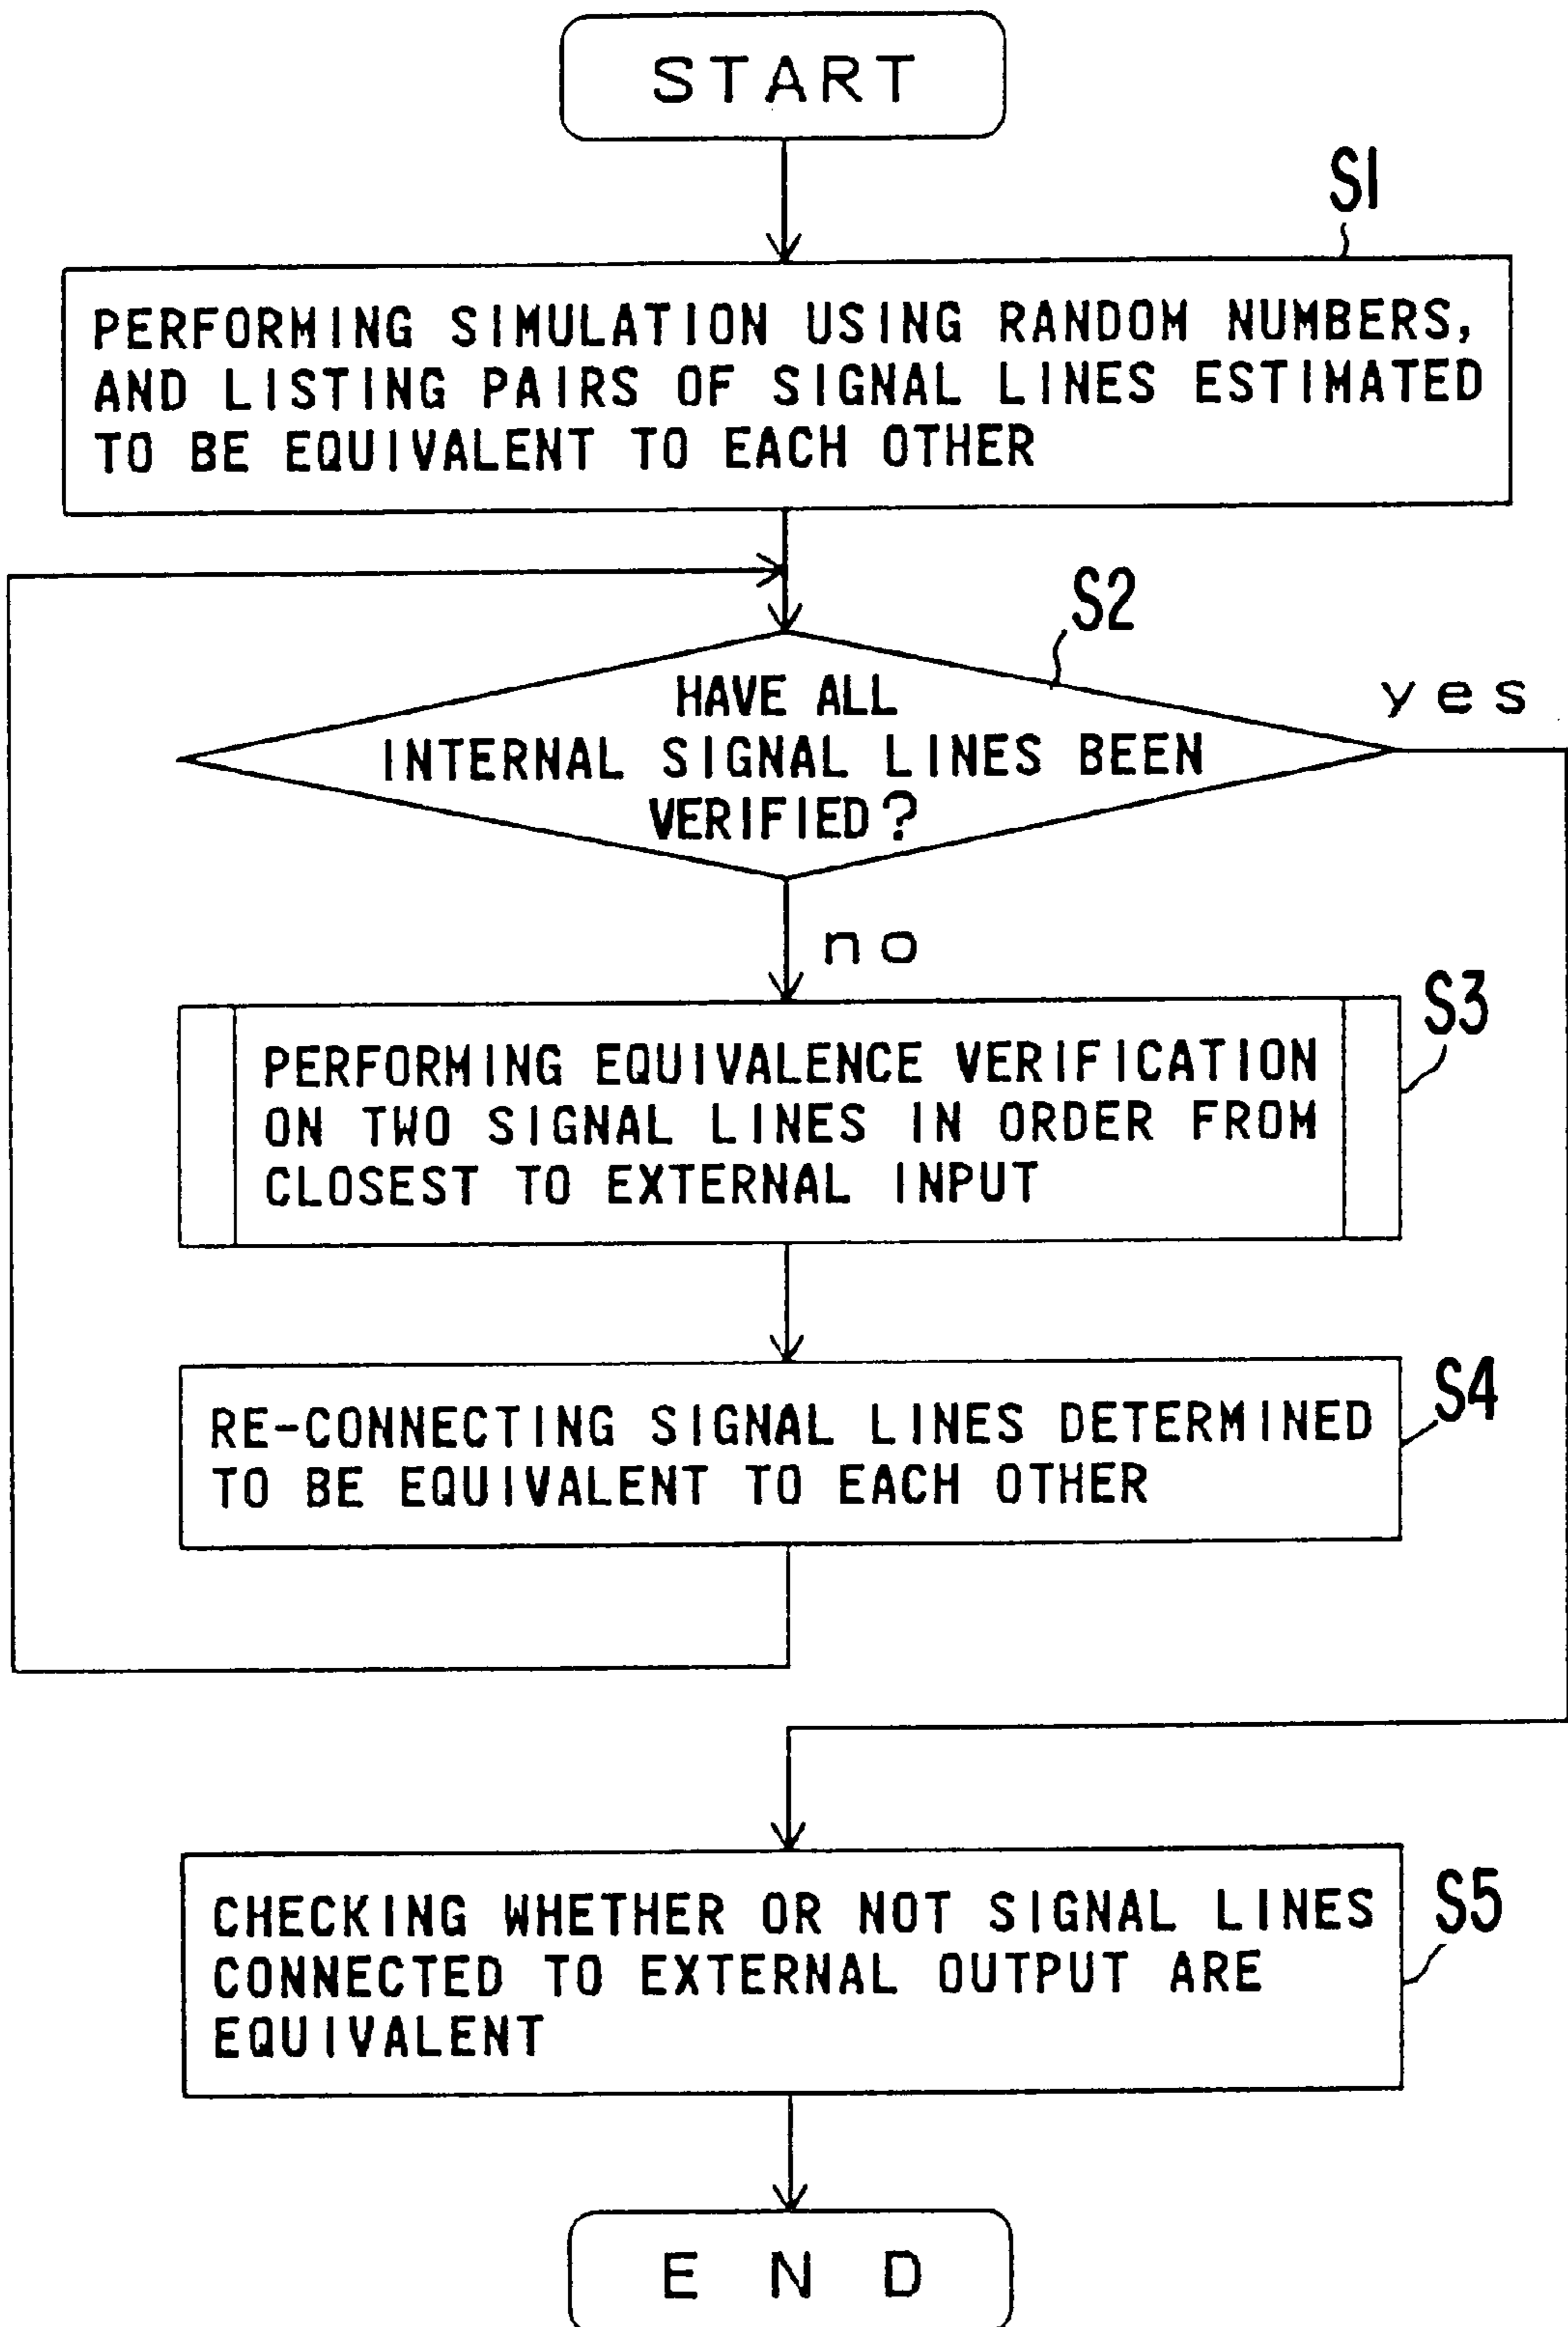 START
S1
PERFORMING SIMULATION USING RANDOM NUMBERS,
AND LISTING PAIRS OF SIGNAL LINES ESTIMATED
TO BE EQUIVALENT TO EACH OTHER
S2
HAVE ALL
INTERNAL SIGNAL LINES BEEN
VERIFIED?
yes
no
S3
PERFORMING EQUIVALENCE VERIFICATION
ON TWO SIGNAL LINES IN ORDER FROM
CLOSEST TO EXTERNAL INPUT
S4
RE-CONNECTING SIGNAL LINES DETERMINED
TO BE EQUIVALENT TO EACH OTHER
S5
CHECKING WHETHER OR NOT SIGNAL LINES
CONNECTED TO EXTERNAL OUTPUT ARE
EQUIVALENT
END